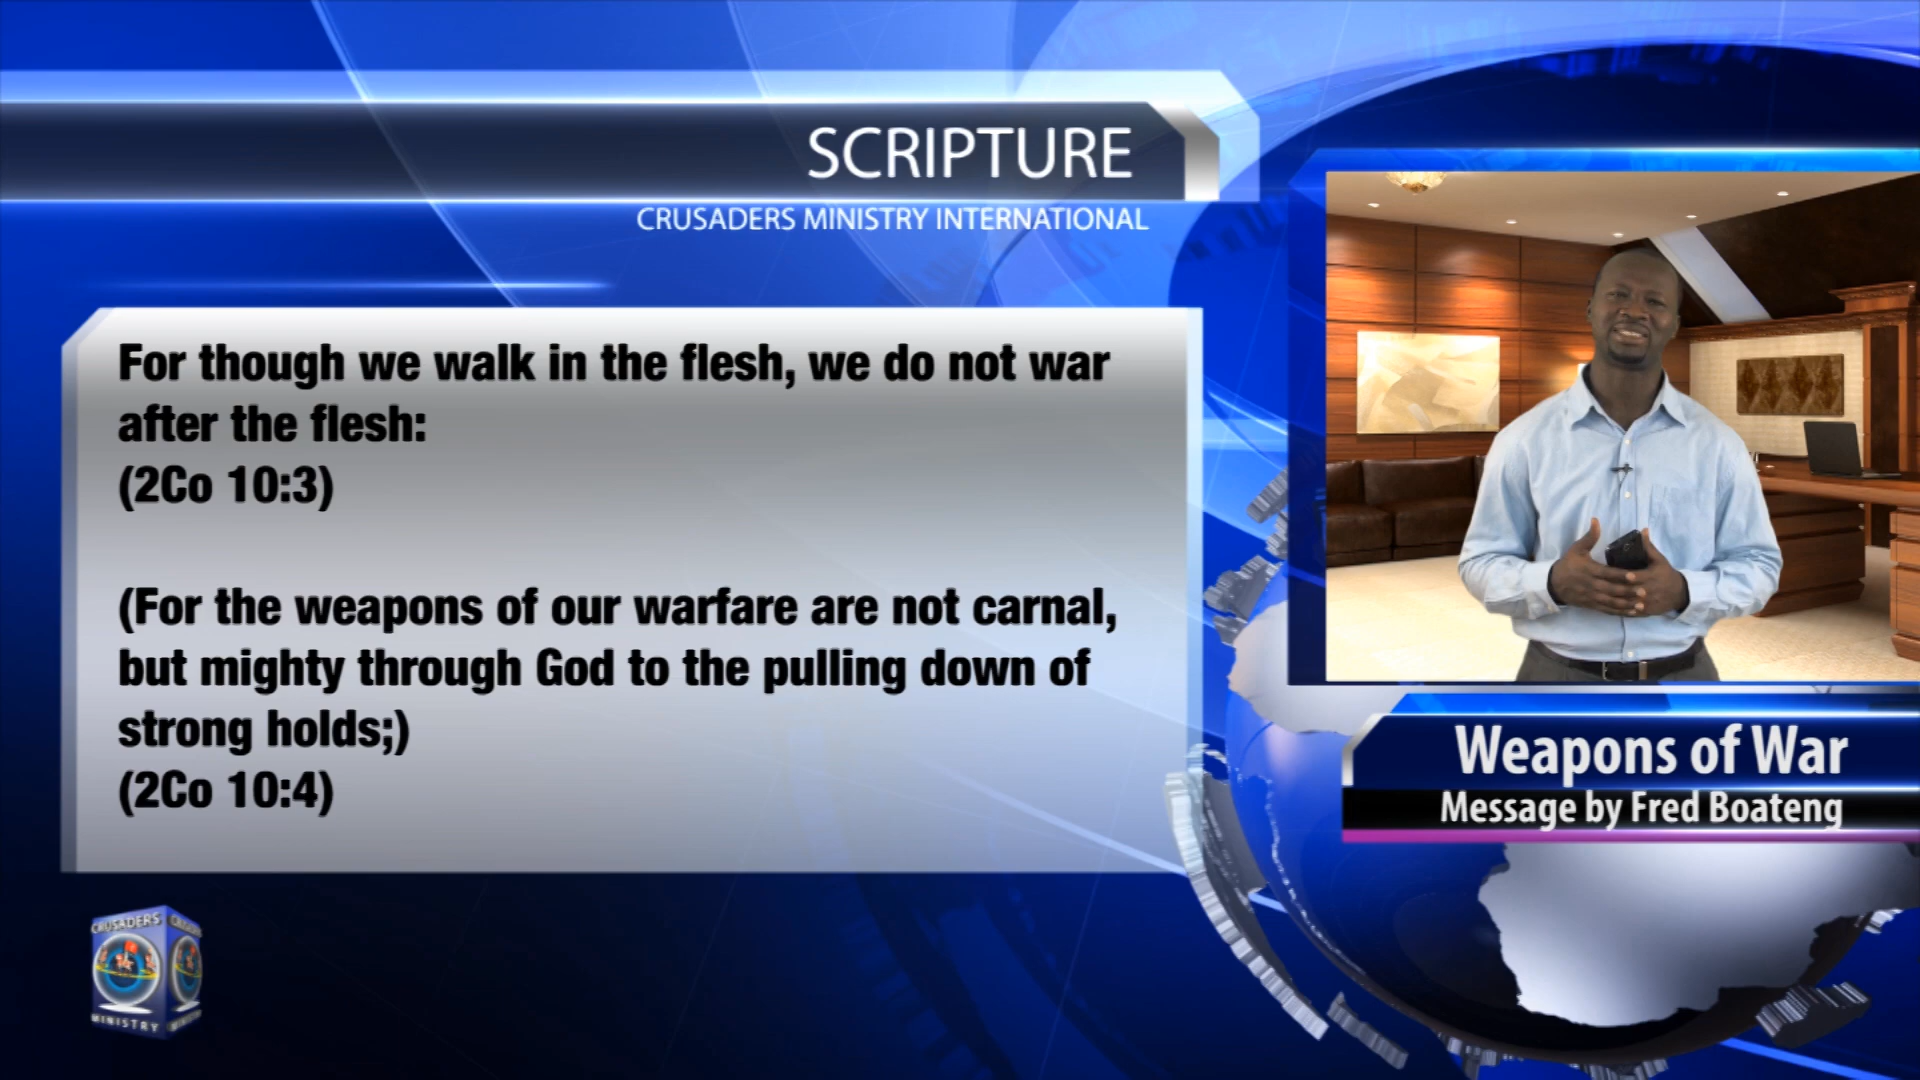 SCRIPTURE
CRUSADERS MINISTRY INTERNATIONAL
For though we walk in the flesh, we do not war
after the flesh:
(2Co 10:3)
(For the weapons of our warfare are not carnal,
but mighty through God to the pulling down of
strong holds;)
(2Co 10:4)
Weapons of War
Message by Fred Boateng
CRUSADERS
MINISTRY